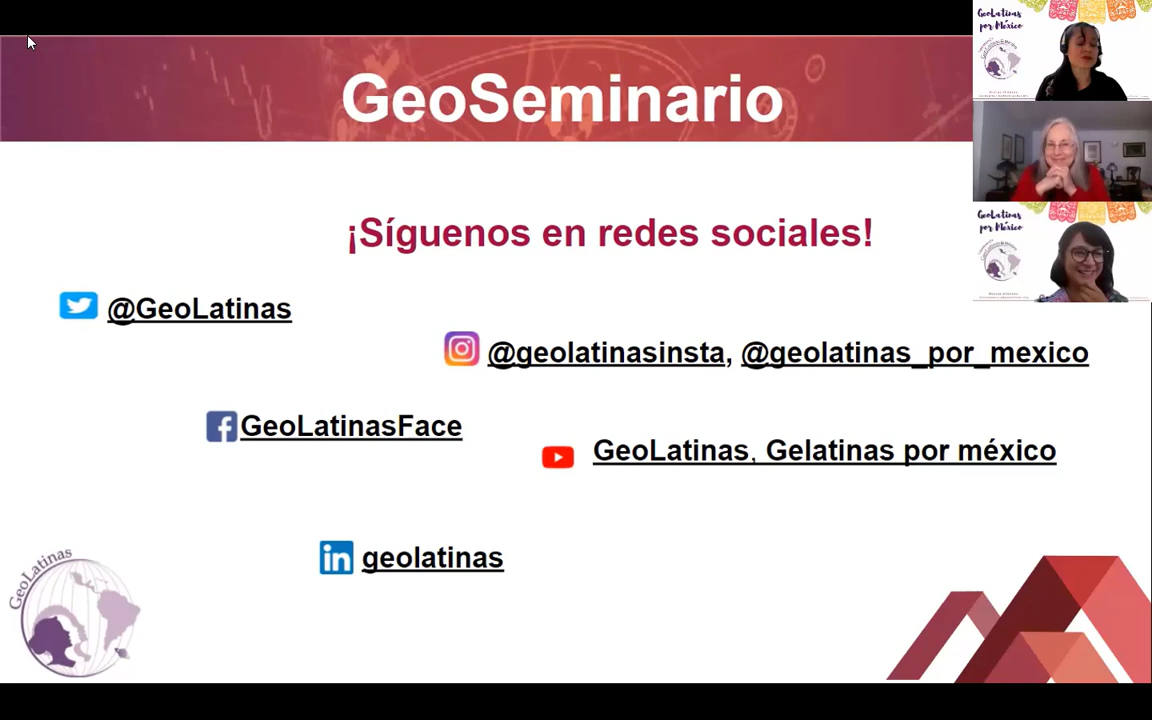 GeoSeminario
GeoLatinas
por México
GeoLatinas
por México
¡Síguenos en redes sociales!
@GeoLatinas
@geolatinasinsta, @geolatinas_por_mexico
GeoLatinasFace
GeoLatinas, Gelatinas por méxico
in geolatinas
GeoLatinas